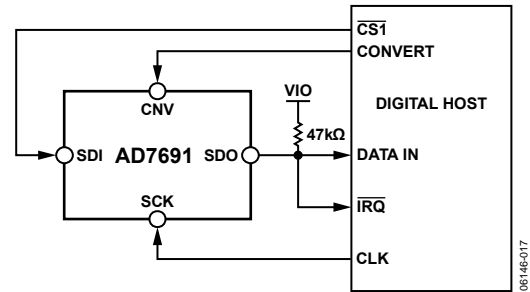 CS1
CONVERT
VIO
DIGITAL HOST
CNV
47kΩ
SDI AD7691 SDO
DATA IN
SCK
IRQ
CLK
06146-017